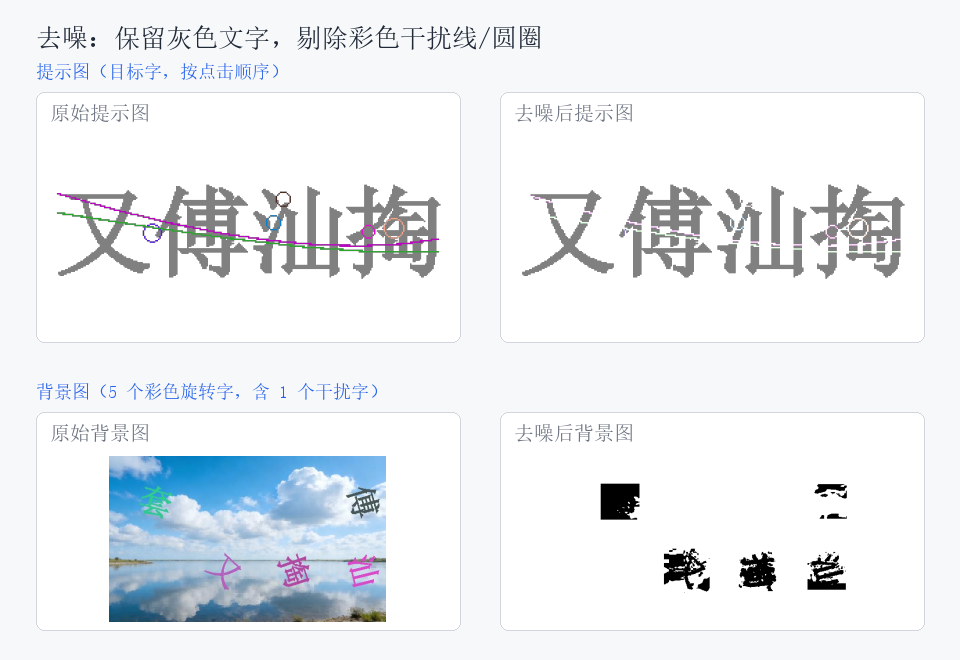 去噪：保留灰色文字，剔除彩色干扰线/圆圈
提示图（目标字，按点击顺序）
原始提示图
去噪后提示图
又傅汕掏
又傅汕掏
背景图（5 个彩色旋转字，含 1 个干扰字）
原始背景图
去噪后背景图
套 傅
又 掏 汕